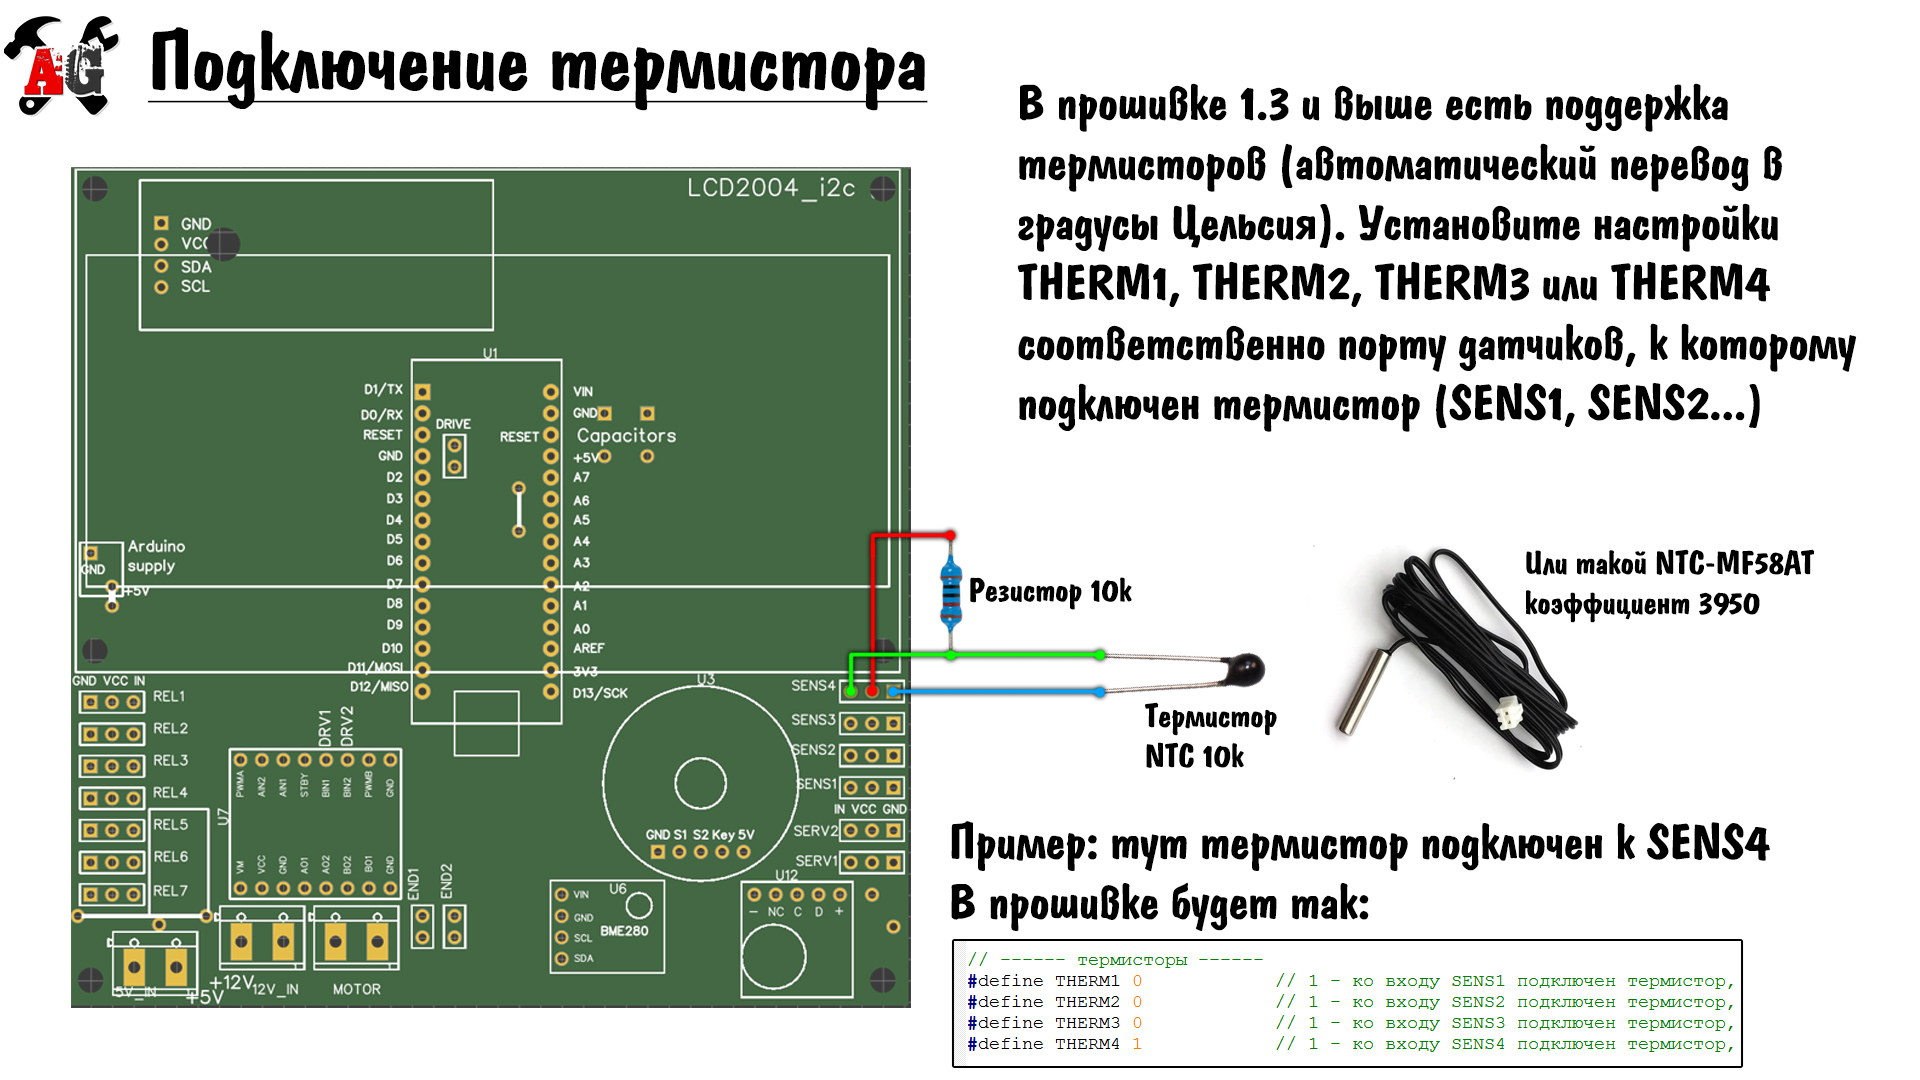 AG
Подключение термистора
В прошивке 1.3 и выше есть поддержка
термисторов (автоматический перевод в
градусы Цельсия). Установите настройки
THERM1, THERM2, THERM3 или THERM4
соответственно порту датчиков, к которому
подключен термистор (SENS1, SENS2...)
LCD2004_i2c
GND
VCC
SDA
SCL
U1
D1/TX
D0/RX
RESET
GND
D2
D3
D4
D5
D6
D7
D8
D9
D10
D11/MOSI
D12/MISO
DRIVE
VIN
GND
RESET
Capacitors
+5V
A7
A6
A5
A4
A3
A2
A1
A0
AREF
3V3
D13/SCK
Arduino
supply
GND
+5V
Резистор 10k
Или такой NTC-MF58AT
коэффициент 3950
Термистор
NTC 10k
GND VCC IN
REL1
REL2
REL3
REL4
REL5
REL6
REL7
DRV1
DRV2
U7
PWMA AIN2 AIN1 STBY BIN1 BIN2 PWMB GND
VM VCC GND AO1 AO2 BO2 BO1 GND
END1
END2
U3
GND S1 S2 Key 5V
SENS4
SENS3
SENS2
SENS1
IN VCC GND
SERV2
SERV1
U6
VIN
GND
SCL
SDA
BME280
U12
− NC C D +
5V_IN
+5V
+12V
12V_IN
MOTOR
Пример: тут термистор подключен к SENS4
В прошивке будет так:
// ------ термисторы ------
#define THERM1 0 // 1 - ко входу SENS1 подключен термистор,
#define THERM2 0 // 1 - ко входу SENS2 подключен термистор,
#define THERM3 0 // 1 - ко входу SENS3 подключен термистор,
#define THERM4 1 // 1 - ко входу SENS4 подключен термистор,